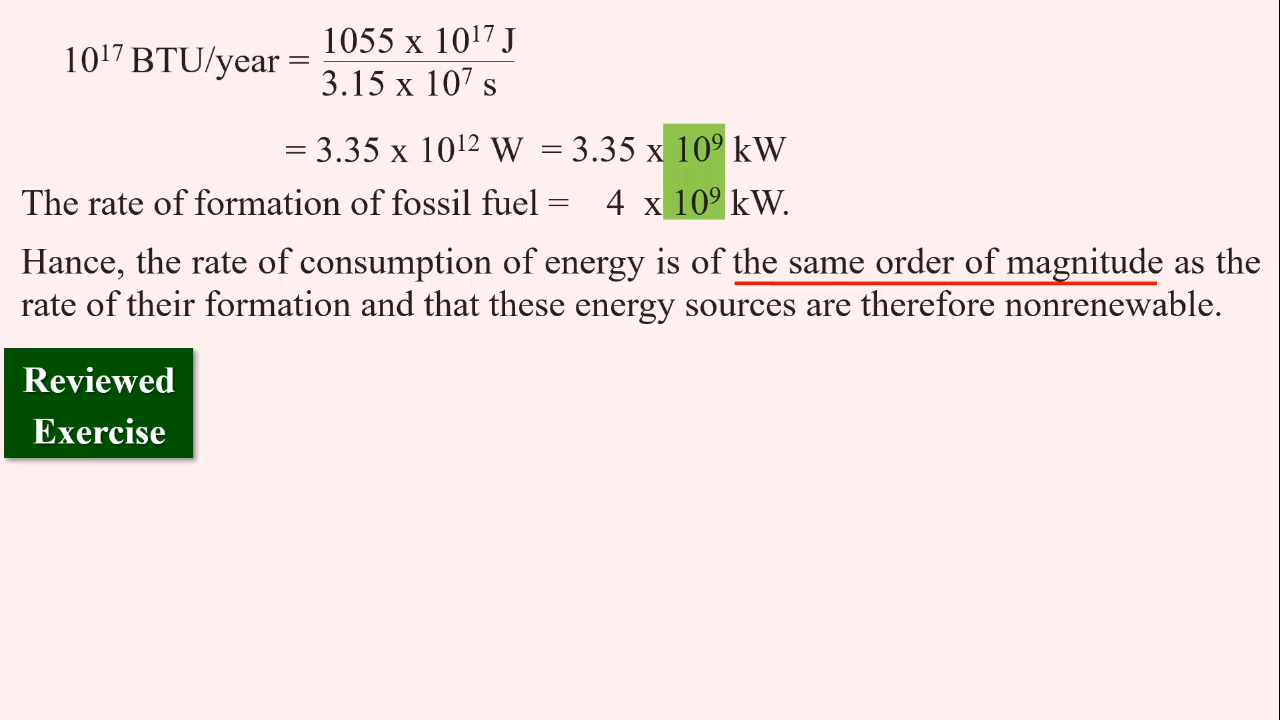 10¹⁷ BTU/year = 1055 x 10¹⁷ J / 3.15 x 10⁷ s
= 3.35 x 10¹² W = 3.35 x 10⁹ kW
The rate of formation of fossil fuel = 4 x 10⁹ kW.
Hance, the rate of consumption of energy is of the same order of magnitude as the
rate of their formation and that these energy sources are therefore nonrenewable.
Reviewed
Exercise